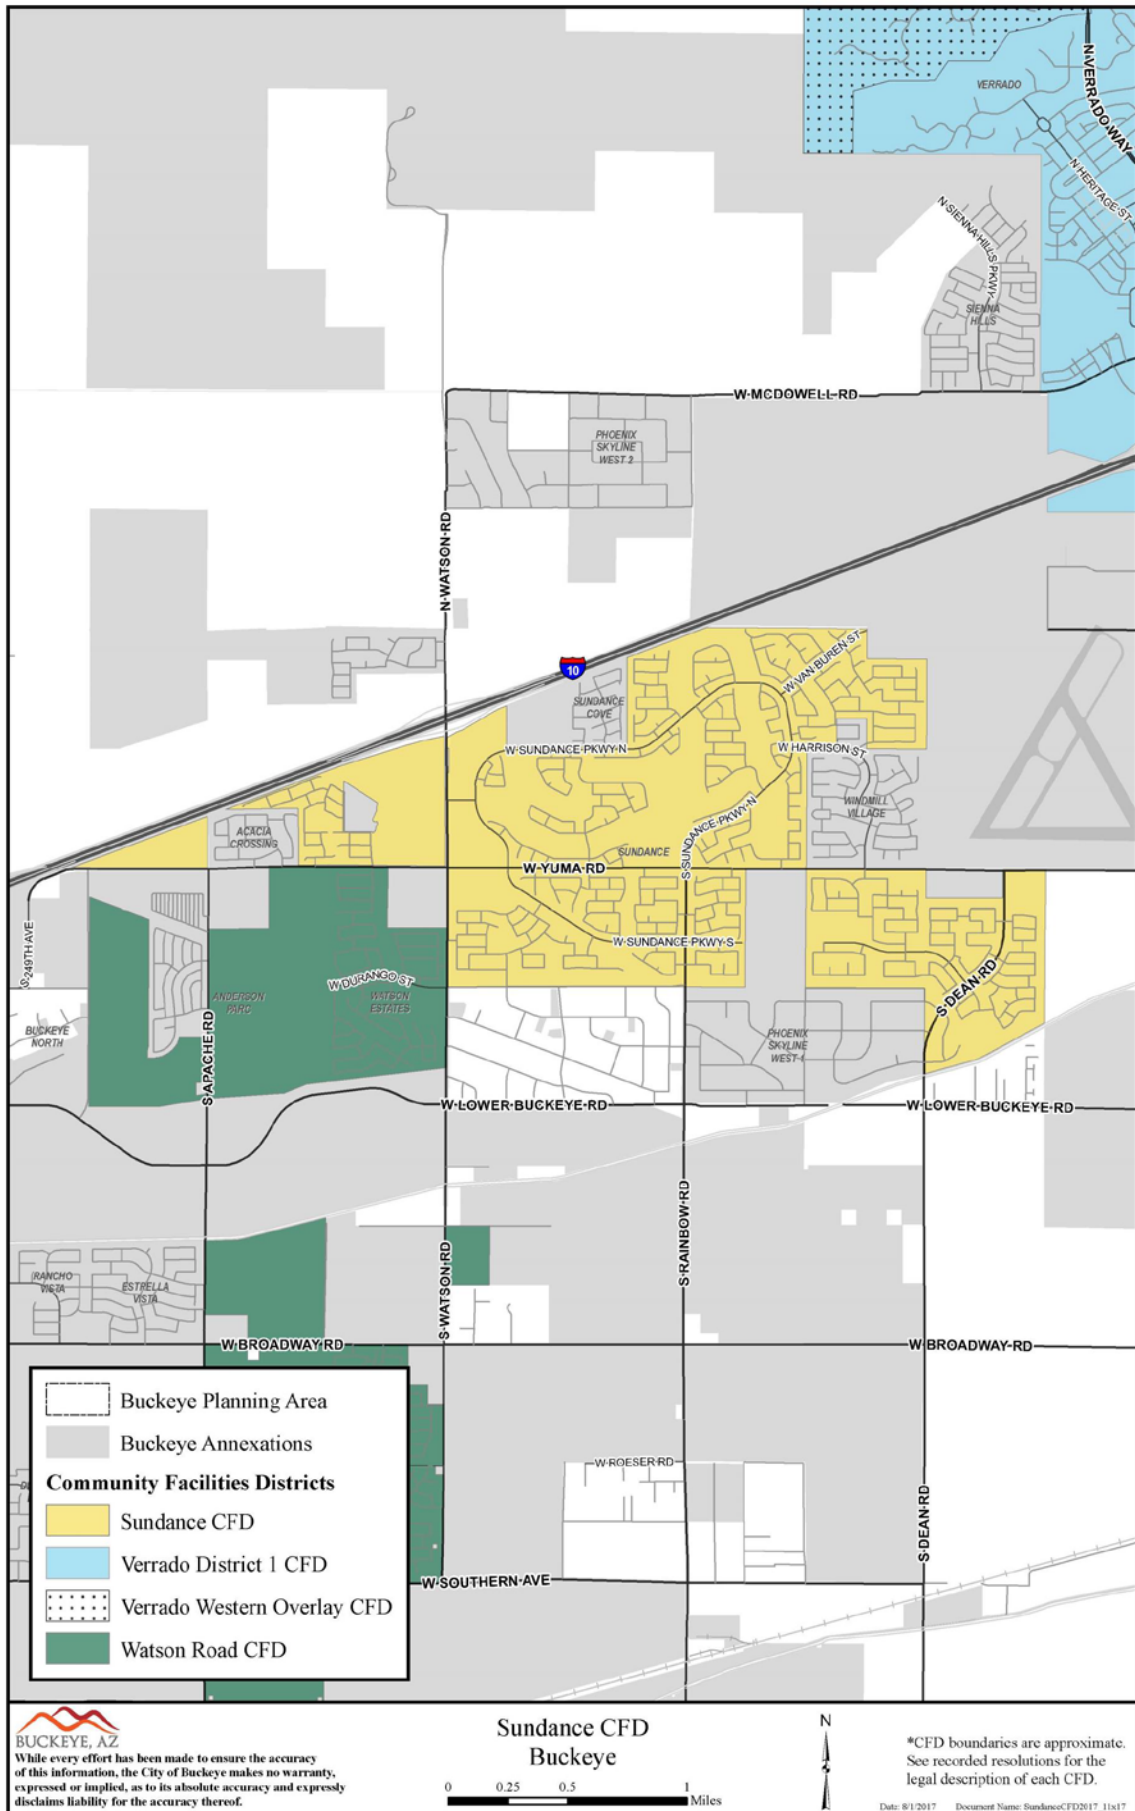 N VERRADO WAY
VERRADO
N HERITAGE ST
N SIENNA HILLS PKWY
SIENNA
HILLS
W MCDOWELL RD
PHOENIX
SKYLINE
WEST 2
N WATSON RD
10
W VAN BUREN ST
SUNDANCE
COVE
W SUNDANCE PKWY N
W HARRISON ST
WINDMILL
VILLAGE
S SUNDANCE PKWY N
ACACIA
CROSSING
SUNDANCE
W YUMA RD
S 249TH AVE
W SUNDANCE PKWY S
W DURANGO ST
ANDERSON
PARC
WATSON
ESTATES
S DEAN RD
BUCKEYE
NORTH
PHOENIX
SKYLINE
WEST 1
S APACHE RD
W LOWER BUCKEYE RD
W LOWER BUCKEYE RD
S RAINBOW RD
S WATSON RD
RANCHO
VISTA
ESTRELLA
VISTA
W BROADWAY RD
W BROADWAY RD
W ROESER RD
S DEAN RD
W SOUTHERN AVE
Buckeye Planning Area
Buckeye Annexations
Community Facilities Districts
Sundance CFD
Verrado District 1 CFD
Verrado Western Overlay CFD
Watson Road CFD
BUCKEYE, AZ
While every effort has been made to ensure the accuracy
of this information, the City of Buckeye makes no warranty,
expressed or implied, as to its absolute accuracy and expressly
disclaims liability for the accuracy thereof.
Sundance CFD
Buckeye
0 0.25 0.5 1
Miles
N
*CFD boundaries are approximate.
See recorded resolutions for the
legal description of each CFD.
Date: 8/1/2017 Document Name: SundanceCFD2017_11x17